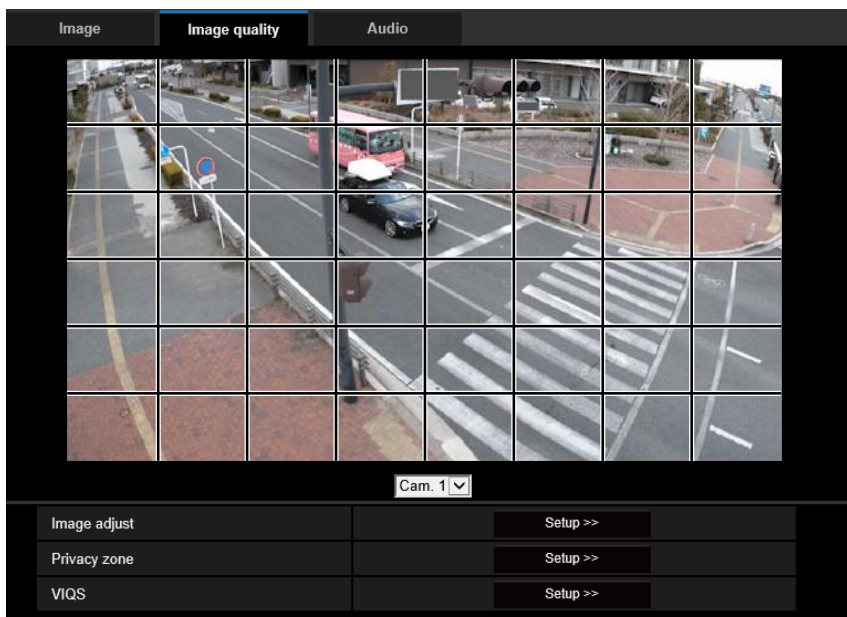 Image Image quality Audio
Cam. 1
Image adjust Setup >>
Privacy zone Setup >>
VIQS Setup >>